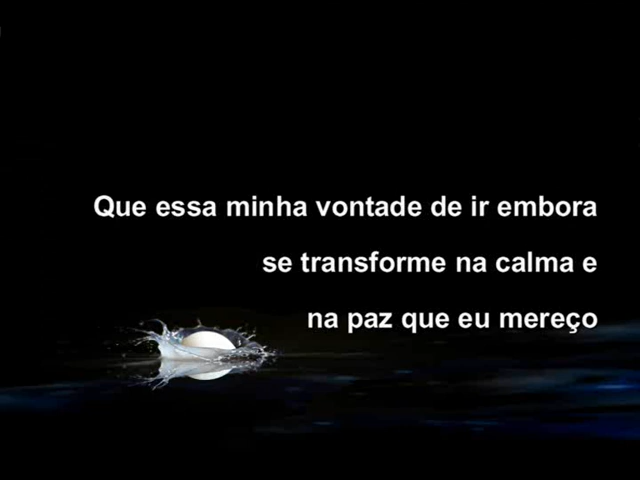 Que essa minha vontade de ir embora
se transforme na calma e
na paz que eu mereço